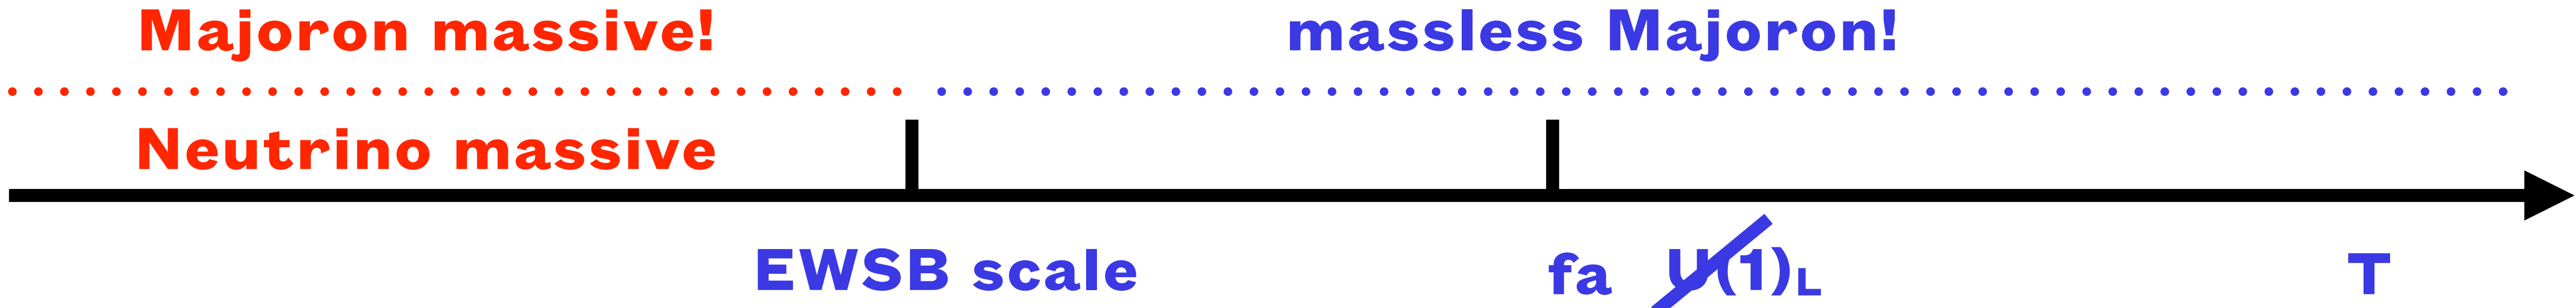 Majoron massive!
massless Majoron!
Neutrino massive
EWSB scale
fa U(1)L
T